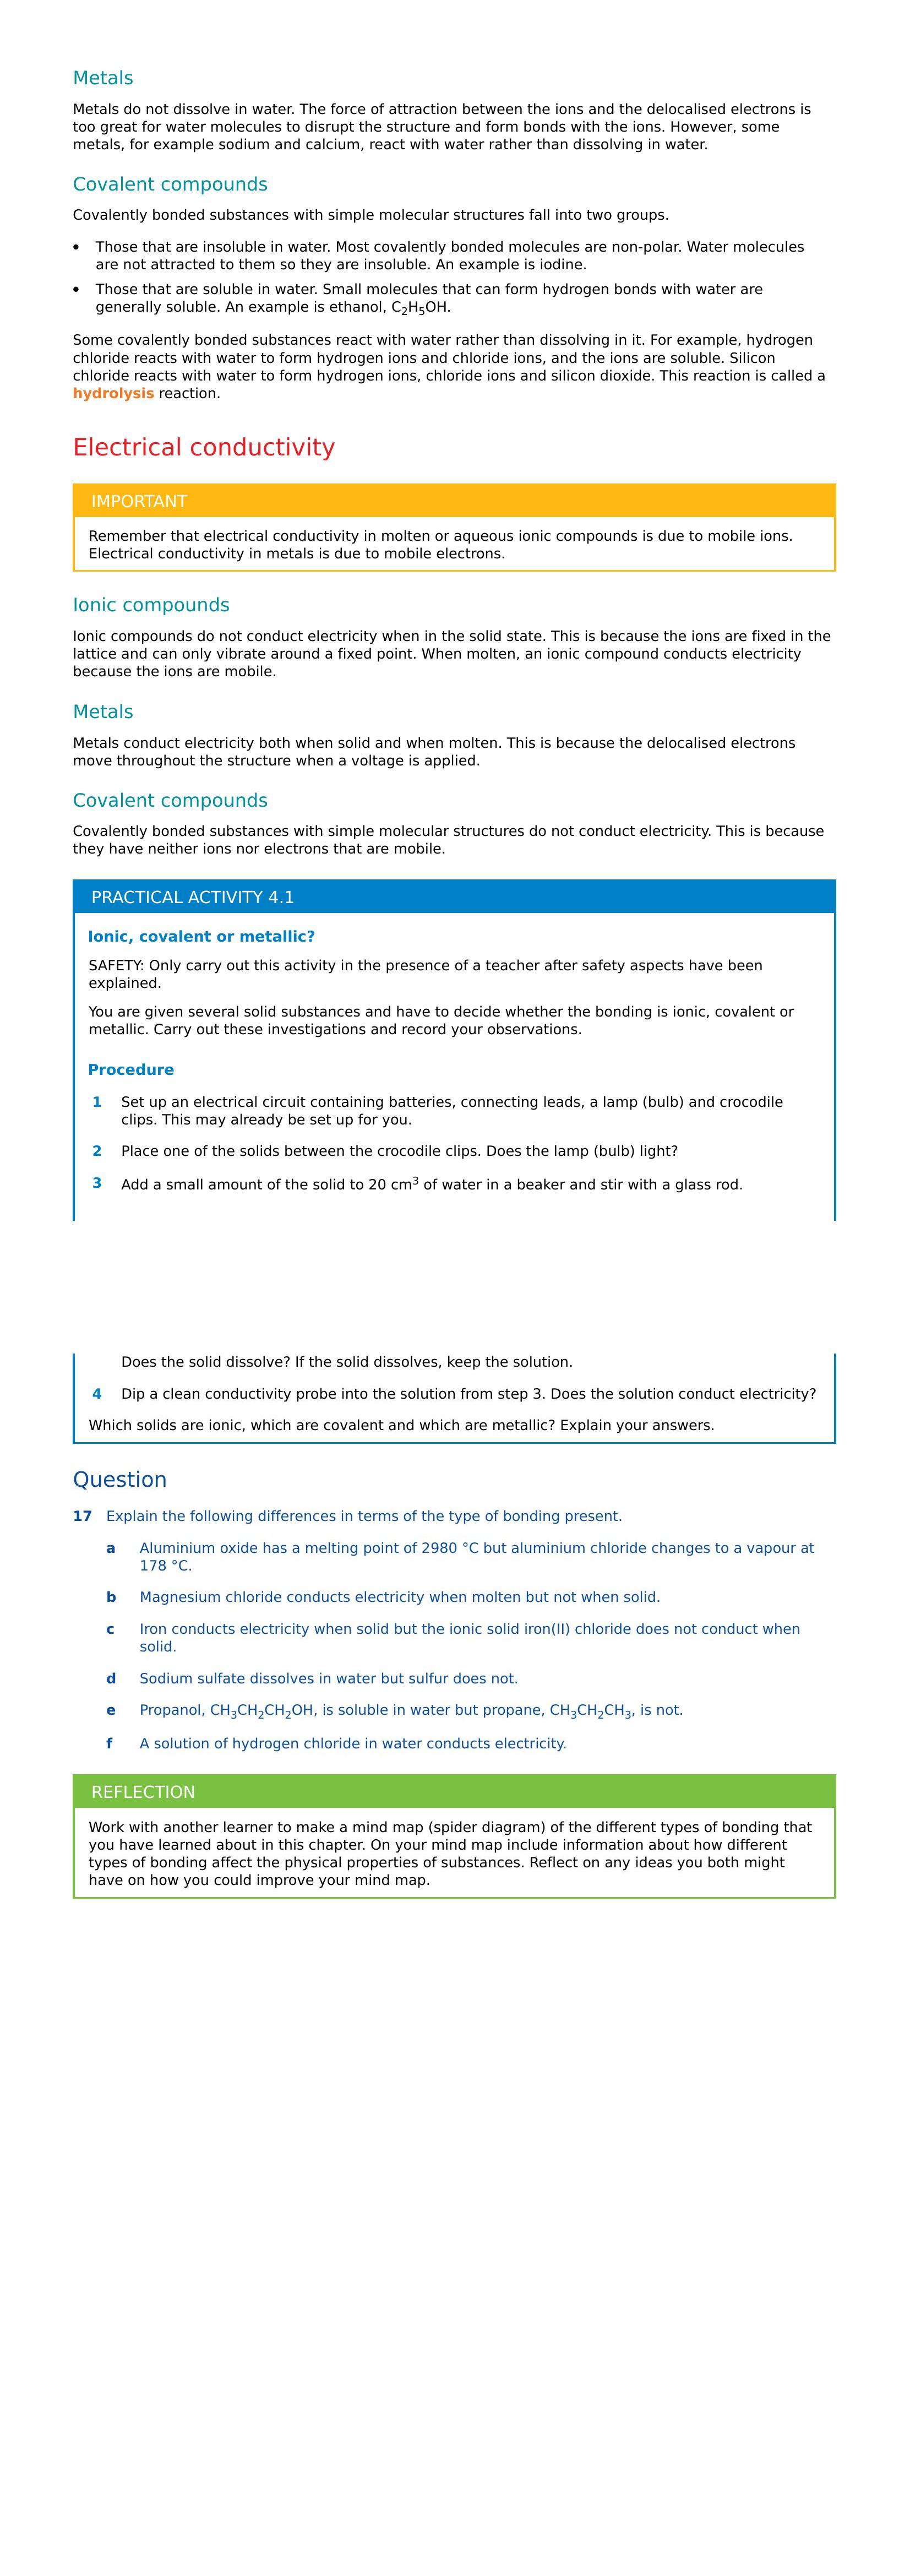 Metals
Metals do not dissolve in water. The force of attraction between the ions and the delocalised electrons is
too great for water molecules to disrupt the structure and form bonds with the ions. However, some
metals, for example sodium and calcium, react with water rather than dissolving in water.
Covalent compounds
Covalently bonded substances with simple molecular structures fall into two groups.
• Those that are insoluble in water. Most covalently bonded molecules are non-polar. Water molecules
are not attracted to them so they are insoluble. An example is iodine.
• Those that are soluble in water. Small molecules that can form hydrogen bonds with water are
generally soluble. An example is ethanol, C₂H₅OH.
Some covalently bonded substances react with water rather than dissolving in it. For example, hydrogen
chloride reacts with water to form hydrogen ions and chloride ions, and the ions are soluble. Silicon
chloride reacts with water to form hydrogen ions, chloride ions and silicon dioxide. This reaction is called a
hydrolysis reaction.
Electrical conductivity
IMPORTANT
Remember that electrical conductivity in molten or aqueous ionic compounds is due to mobile ions.
Electrical conductivity in metals is due to mobile electrons.
Ionic compounds
Ionic compounds do not conduct electricity when in the solid state. This is because the ions are fixed in the
lattice and can only vibrate around a fixed point. When molten, an ionic compound conducts electricity
because the ions are mobile.
Metals
Metals conduct electricity both when solid and when molten. This is because the delocalised electrons
move throughout the structure when a voltage is applied.
Covalent compounds
Covalently bonded substances with simple molecular structures do not conduct electricity. This is because
they have neither ions nor electrons that are mobile.
PRACTICAL ACTIVITY 4.1
Ionic, covalent or metallic?
SAFETY: Only carry out this activity in the presence of a teacher after safety aspects have been
explained.
You are given several solid substances and have to decide whether the bonding is ionic, covalent or
metallic. Carry out these investigations and record your observations.
Procedure
1 Set up an electrical circuit containing batteries, connecting leads, a lamp (bulb) and crocodile
clips. This may already be set up for you.
2 Place one of the solids between the crocodile clips. Does the lamp (bulb) light?
3 Add a small amount of the solid to 20 cm³ of water in a beaker and stir with a glass rod.
Does the solid dissolve? If the solid dissolves, keep the solution.
4 Dip a clean conductivity probe into the solution from step 3. Does the solution conduct electricity?
Which solids are ionic, which are covalent and which are metallic? Explain your answers.
Question
17 Explain the following differences in terms of the type of bonding present.
a Aluminium oxide has a melting point of 2980 °C but aluminium chloride changes to a vapour at
178 °C.
b Magnesium chloride conducts electricity when molten but not when solid.
c Iron conducts electricity when solid but the ionic solid iron(II) chloride does not conduct when
solid.
d Sodium sulfate dissolves in water but sulfur does not.
e Propanol, CH₃CH₂CH₂OH, is soluble in water but propane, CH₃CH₂CH₃, is not.
f A solution of hydrogen chloride in water conducts electricity.
REFLECTION
Work with another learner to make a mind map (spider diagram) of the different types of bonding that
you have learned about in this chapter. On your mind map include information about how different
types of bonding affect the physical properties of substances. Reflect on any ideas you both might
have on how you could improve your mind map.